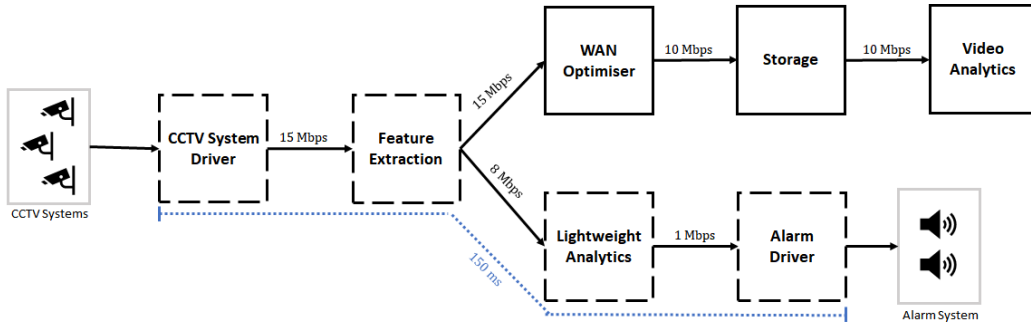 WAN
Optimiser
10 Mbps
Storage
10 Mbps
Video
Analytics
15 Mbps
CCTV System
Driver
15 Mbps
Feature
Extraction
8 Mbps
CCTV Systems
Lightweight
Analytics
1 Mbps
Alarm
Driver
150 ms
Alarm System